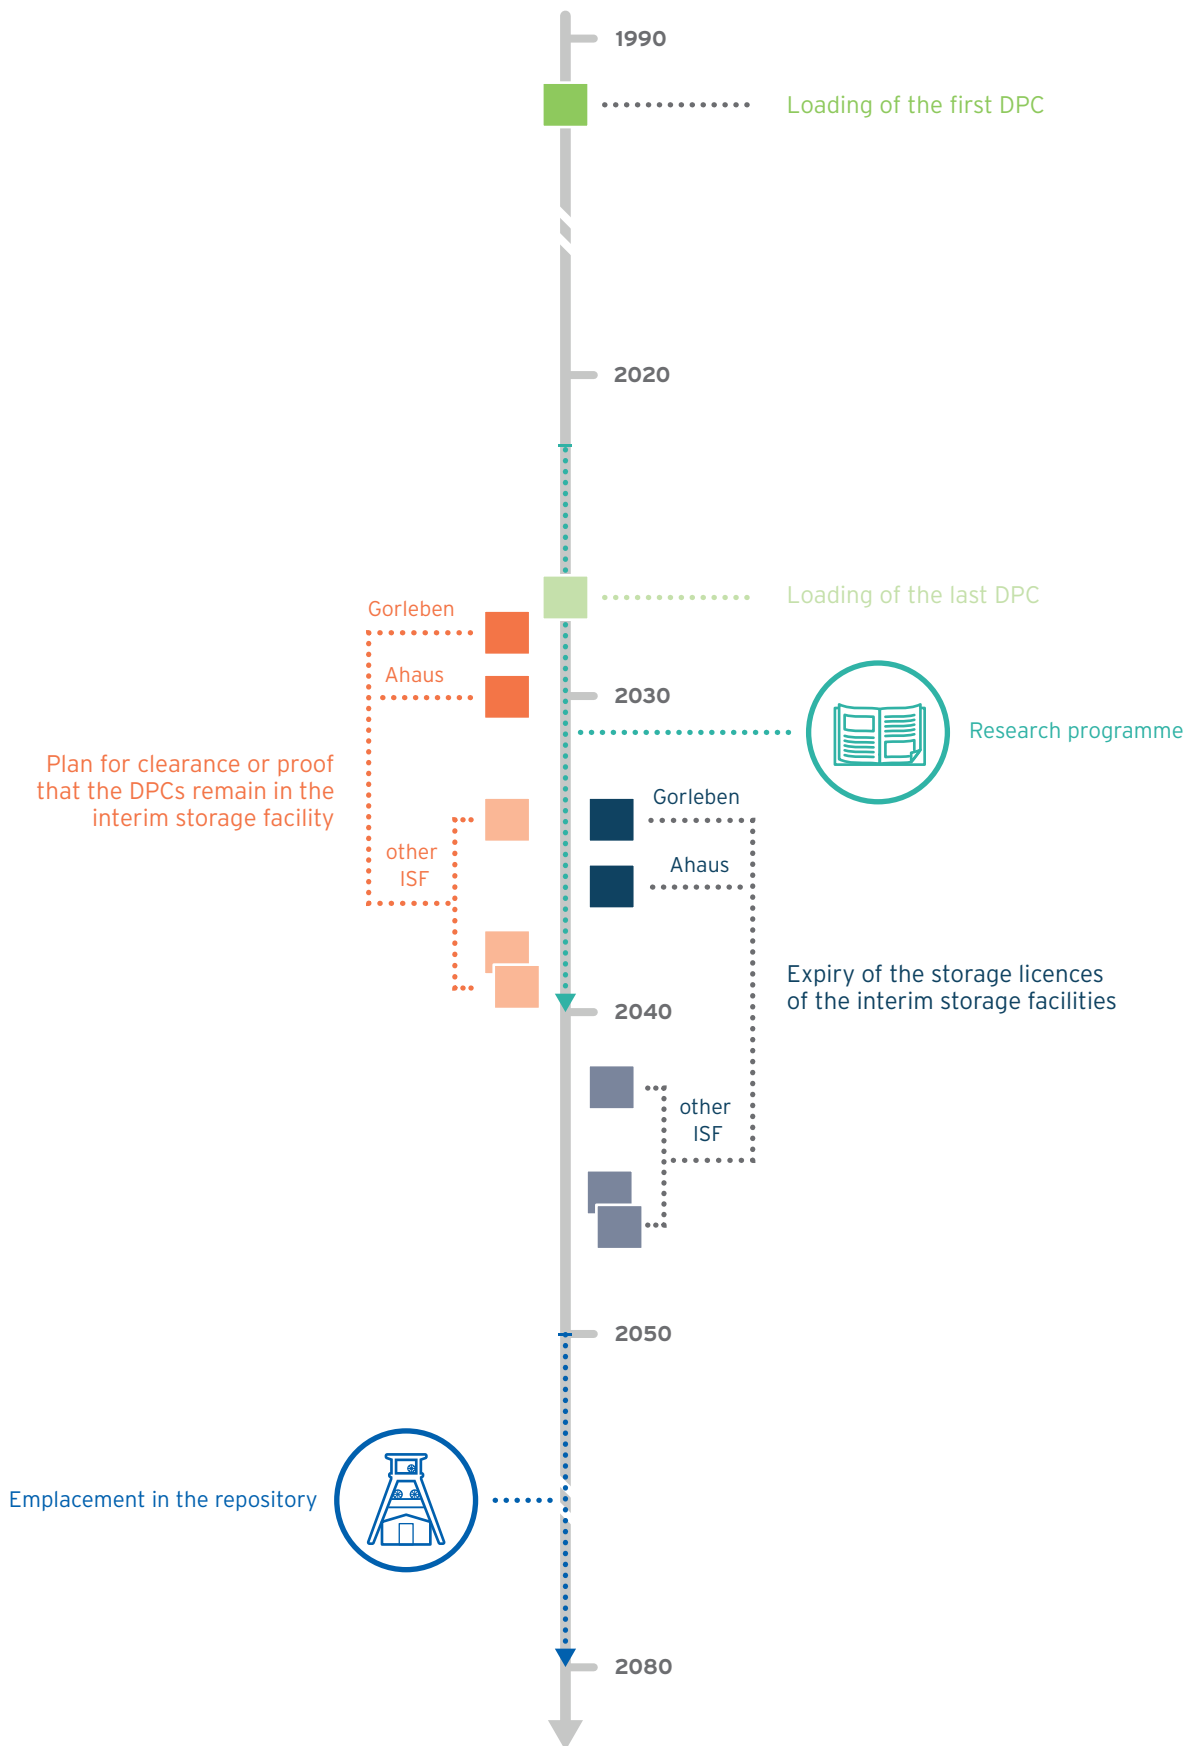 1990
Loading of the first DPC
2020
Loading of the last DPC
Gorleben
Ahaus
2030
Research programme
Plan for clearance or proof
that the DPCs remain in the
interim storage facility
Gorleben
other
ISF
Ahaus
Expiry of the storage licences
of the interim storage facilities
2040
other
ISF
2050
Emplacement in the repository
2080